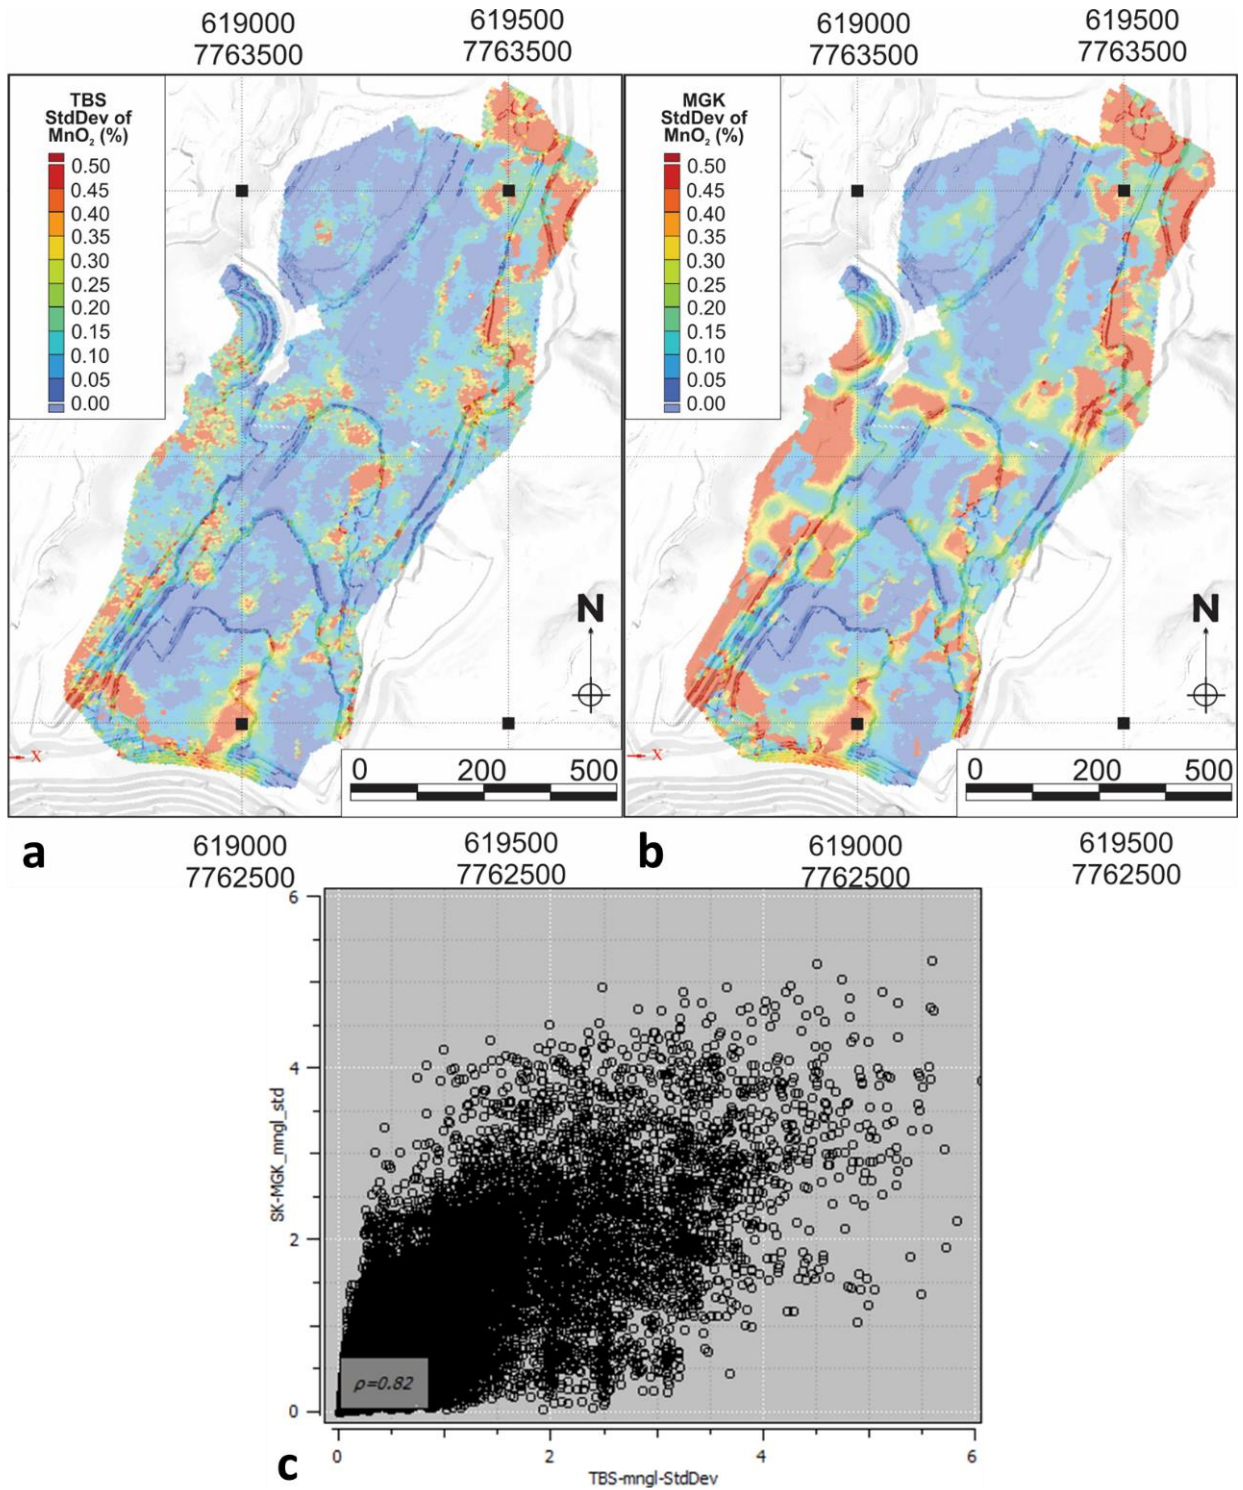 619000
7763500
619500
7763500
619000
7763500
619500
7763500
TBS
StdDev of
MnO₂ (%)
0.50
0.45
0.40
0.35
0.30
0.25
0.20
0.15
0.10
0.05
0.00
N
X
0 200 500
MGK
StdDev of
MnO₂ (%)
0.50
0.45
0.40
0.35
0.30
0.25
0.20
0.15
0.10
0.05
0.00
N
X
0 200 500
a
619000
7762500
619500
7762500
b
619000
7762500
619500
7762500
6
4
2
0
SK-MGK_mngl_std
ρ=0.82
0 2 4 6
TBS-mngl-StdDev
c